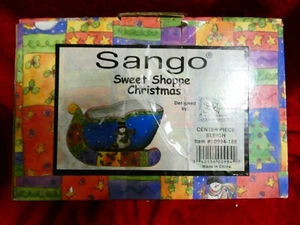 Sango®
Sweet Shoppe
Christmas
Designed
by:
CENTER PIECE
SLEIGH
Made in China